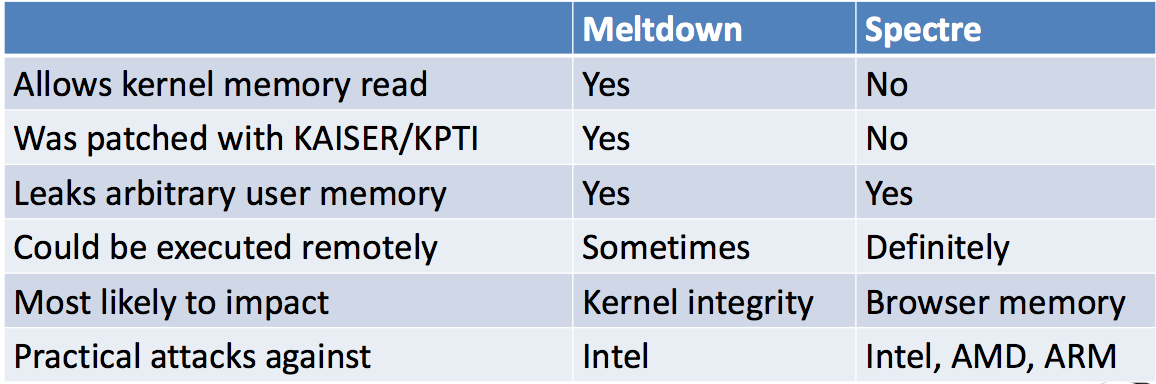 Meltdown Spectre
Allows kernel memory read Yes No
Was patched with KAISER/KPTI Yes No
Leaks arbitrary user memory Yes Yes
Could be executed remotely Sometimes Definitely
Most likely to impact Kernel integrity Browser memory
Practical attacks against Intel Intel, AMD, ARM